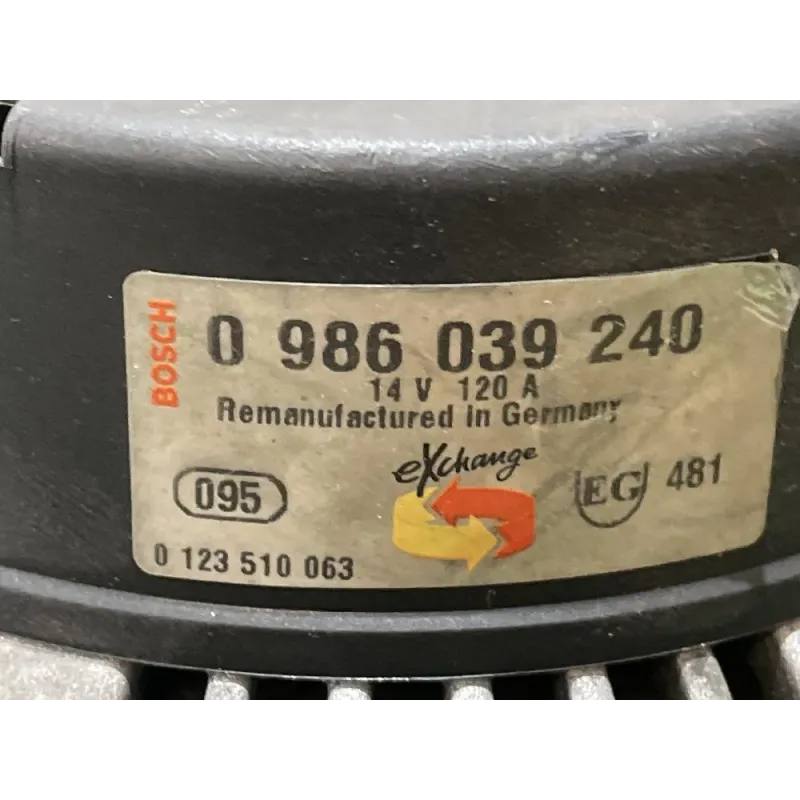 BOSCH
0 986 039 240
14 V 120 A
Remanufactured in Germany
eXchange
095
EG 481
0 123 510 063